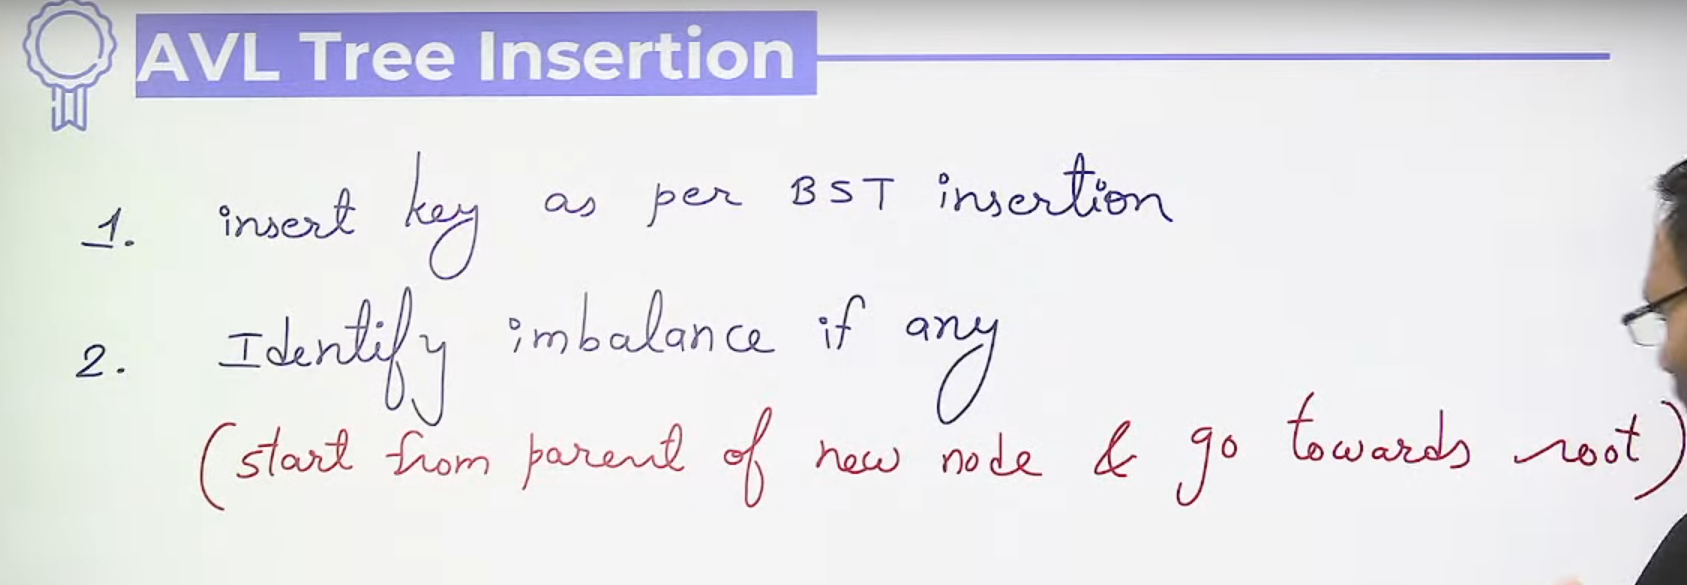 AVL Tree Insertion
1. insert key as per BST insertion
2. Identify imbalance if any
(start from parent of new node & go towards root)